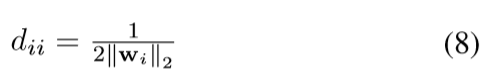 $d_{ii} = \frac{1}{2\|\mathbf{w}_i\|_2}$ (8)